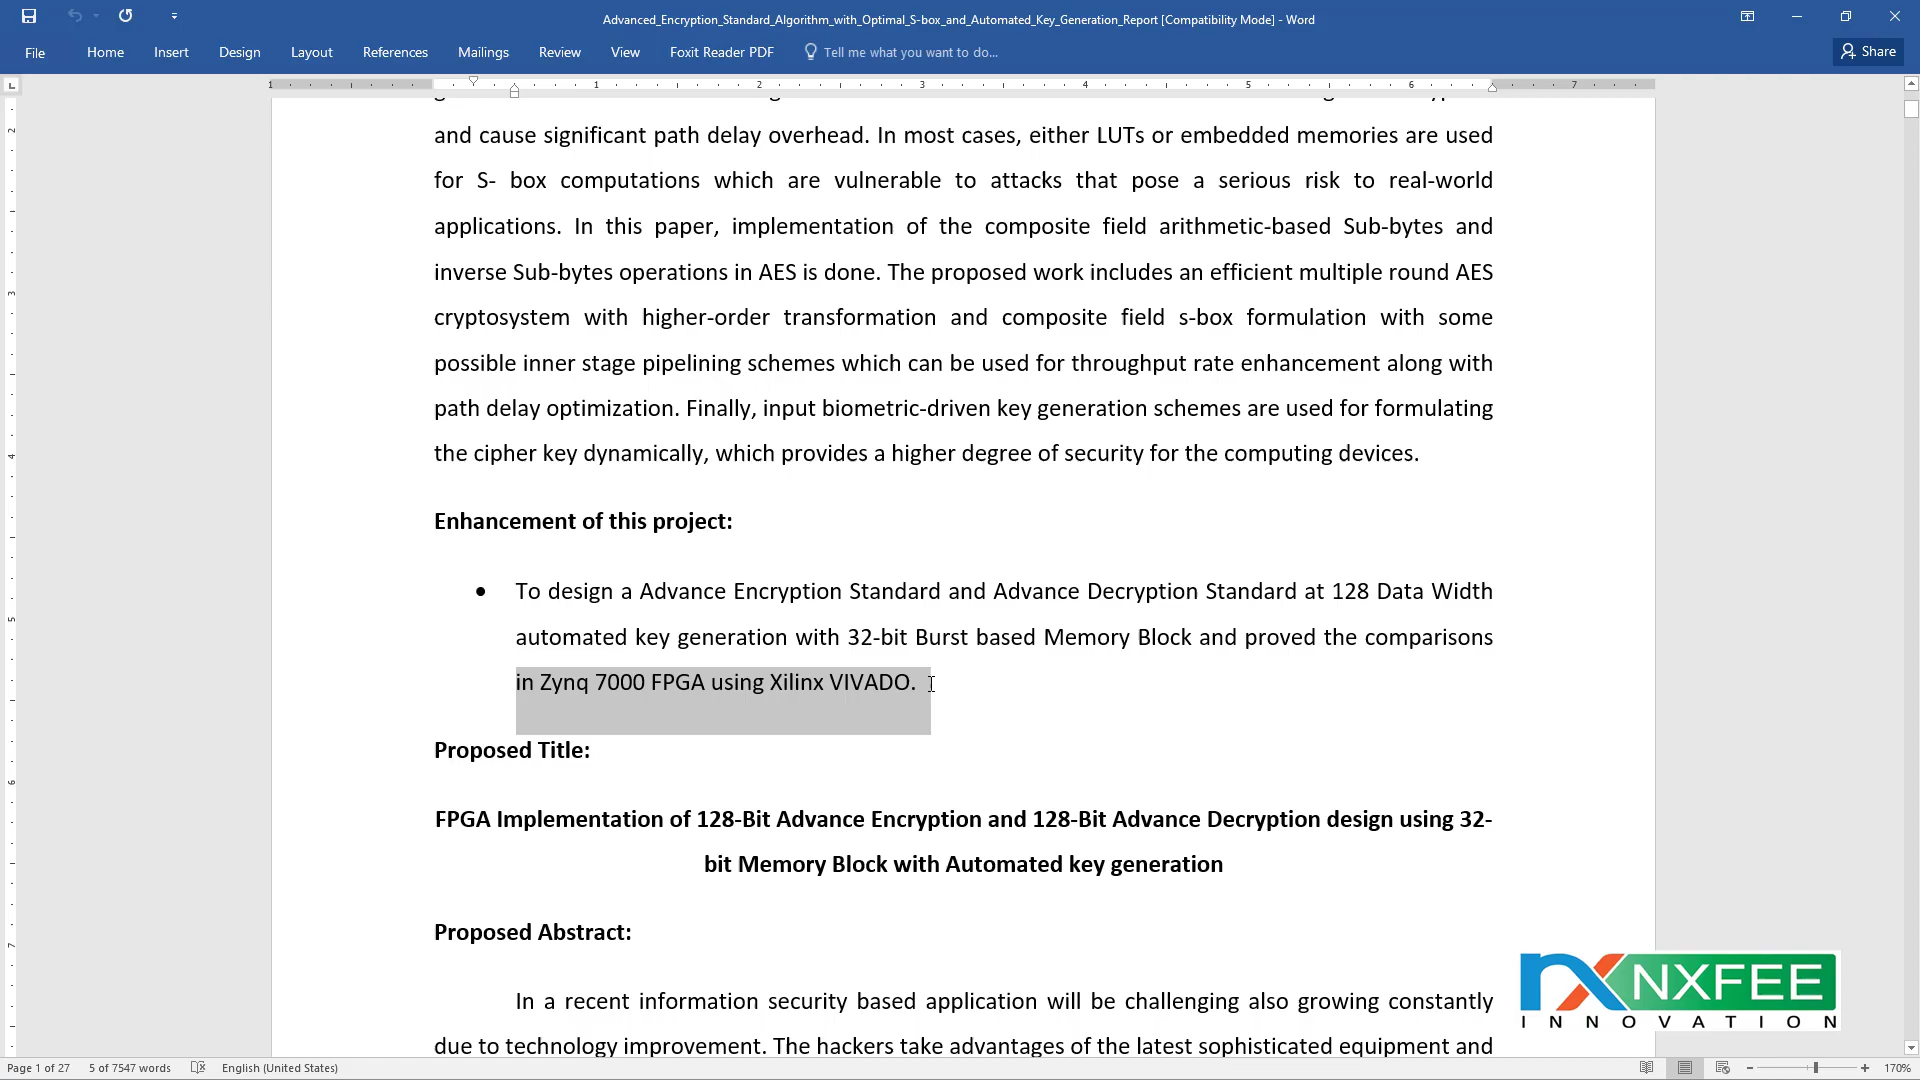 Advanced_Encryption_Standard_Algorithm_with_Optimal_S-box_and_Automated_Key_Generation_Report [Compatibility Mode] - Word
File Home Insert Design Layout References Mailings Review View Foxit Reader PDF Tell me what you want to do... Share
1 1 2 3 4 5 6 7
and cause significant path delay overhead. In most cases, either LUTs or embedded memories are used
for S- box computations which are vulnerable to attacks that pose a serious risk to real-world
applications. In this paper, implementation of the composite field arithmetic-based Sub-bytes and
inverse Sub-bytes operations in AES is done. The proposed work includes an efficient multiple round AES
cryptosystem with higher-order transformation and composite field s-box formulation with some
possible inner stage pipelining schemes which can be used for throughput rate enhancement along with
path delay optimization. Finally, input biometric-driven key generation schemes are used for formulating
the cipher key dynamically, which provides a higher degree of security for the computing devices.
Enhancement of this project:
• To design a Advance Encryption Standard and Advance Decryption Standard at 128 Data Width
automated key generation with 32-bit Burst based Memory Block and proved the comparisons
in Zynq 7000 FPGA using Xilinx VIVADO.
Proposed Title:
FPGA Implementation of 128-Bit Advance Encryption and 128-Bit Advance Decryption design using 32-
bit Memory Block with Automated key generation
Proposed Abstract:
In a recent information security based application will be challenging also growing constantly
due to technology improvement. The hackers take advantages of the latest sophisticated equipment and
NXFEE
INNOVATION
Page 1 of 27 5 of 7547 words English (United States) 170%